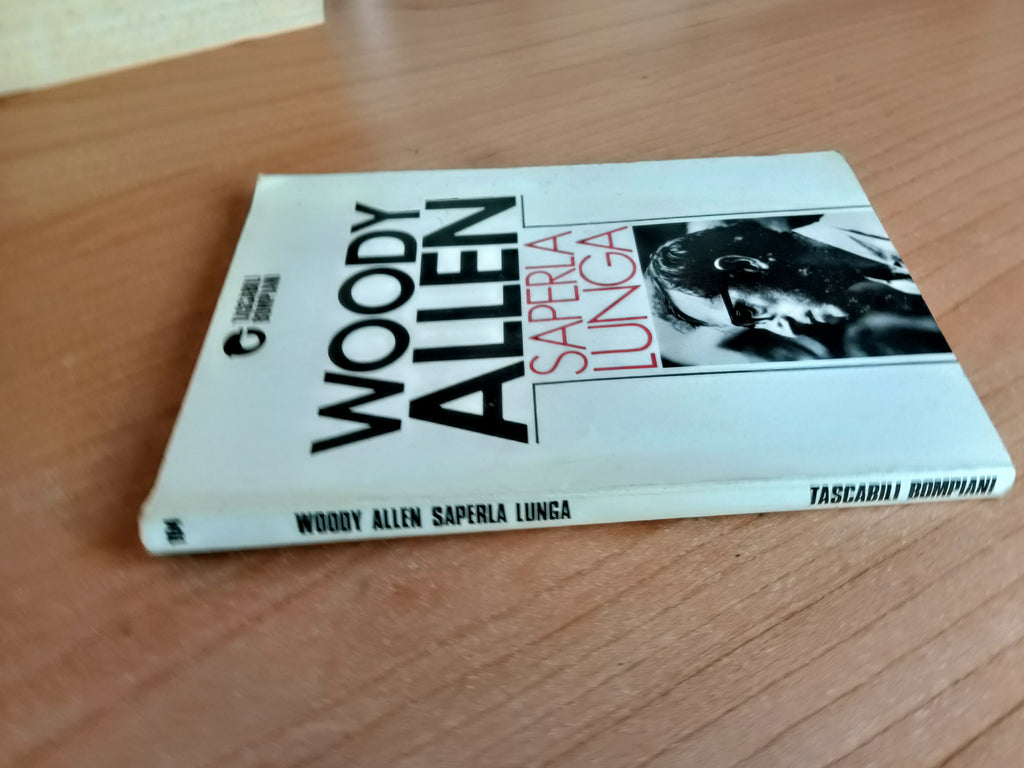 TASCABILI
BOMPIANI
WOODY
ALLEN
SAPERLA
LUNGA
WOODY ALLEN SAPERLA LUNGA
TASCABILI BOMPIANI